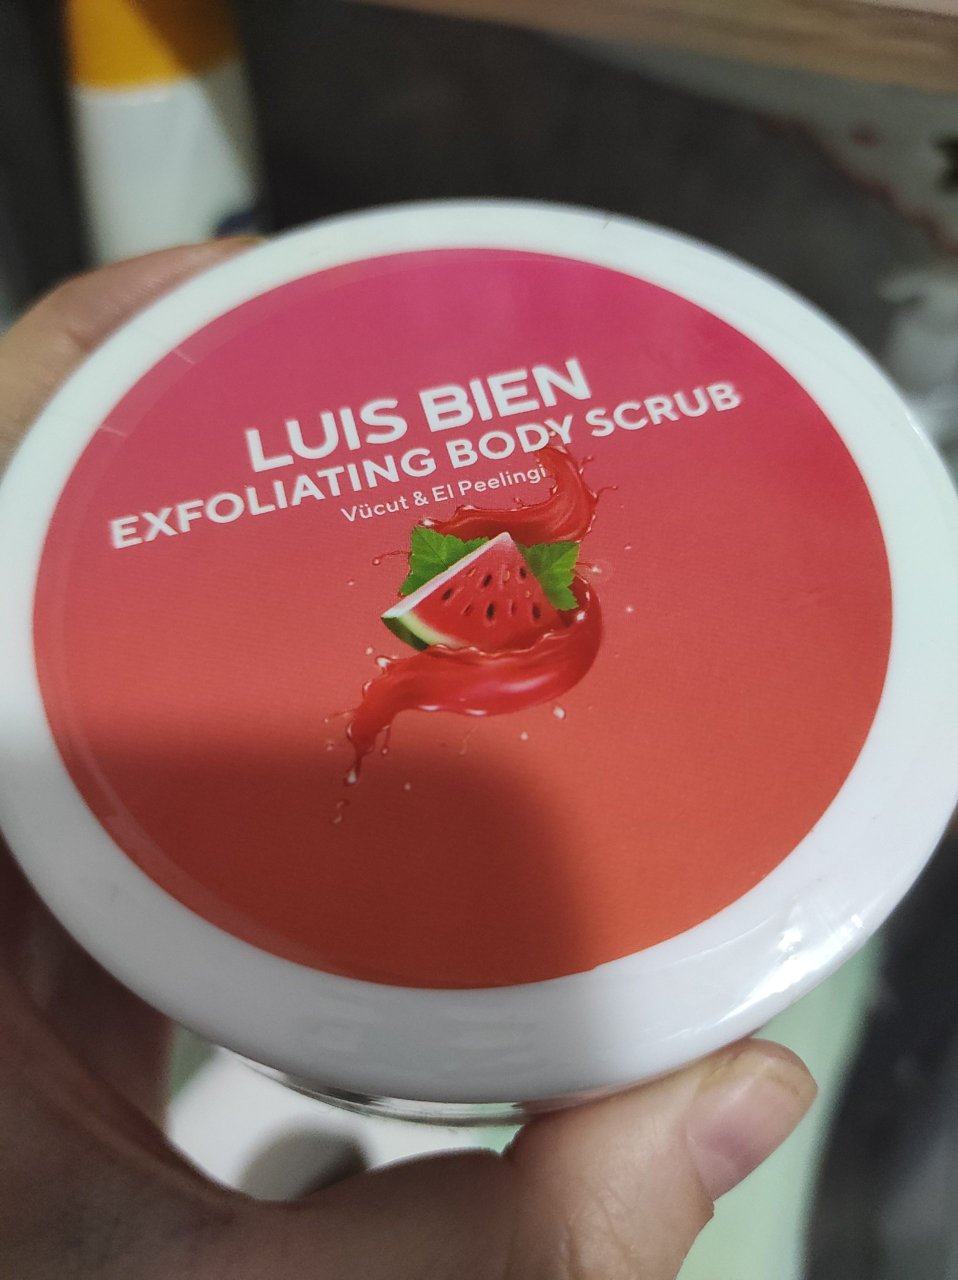 LUIS BIEN
EXFOLIATING BODY SCRUB
Vücut & El Peelingi